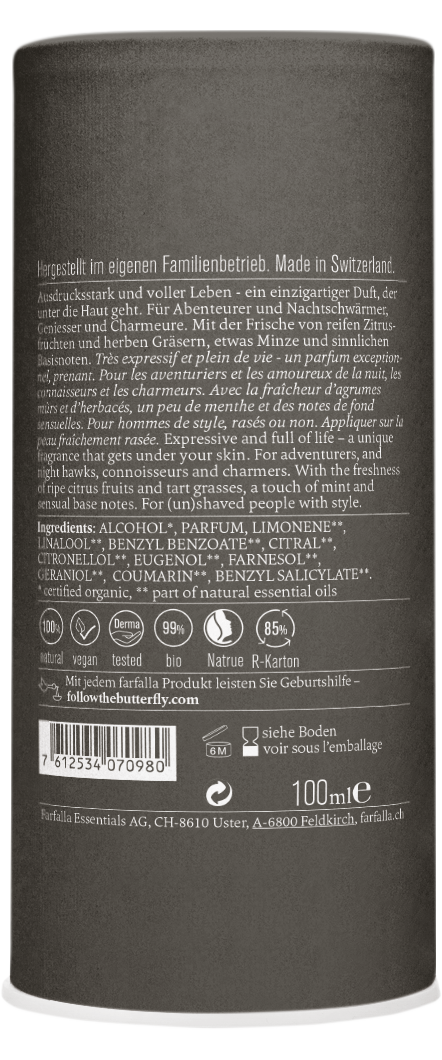 Hergestellt im eigenen Familienbetrieb. Made in Switzerland.
Ausdrucksstark und voller Leben - ein einzigartiger Duft, der
unter die Haut geht. Für Abenteurer und Nachtschwärmer,
Geniesser und Charmeure. Mit der Frische von reifen Zitrus-
früchten und herben Gräsern, etwas Minze und sinnlichen
Basisnoten. Très expressif et plein de vie - un parfum exception-
nel, prenant. Pour les aventuriers et les amoureux de la nuit, les
connaisseurs et les charmeurs. Avec la fraîcheur d'agrumes
mûrs et d'herbacés, un peu de menthe et des notes de fond
sensuelles. Pour hommes de style, rasés ou non. Appliquer sur la
peau fraîchement rasée. Expressive and full of life – a unique
fragrance that gets under your skin. For adventurers, and
night hawks, connoisseurs and charmers. With the freshness
of ripe citrus fruits and tart grasses, a touch of mint and
sensual base notes. For (un)shaved people with style.
Ingredients: ALCOHOL*, PARFUM, LIMONENE**,
LINALOOL**, BENZYL BENZOATE**, CITRAL**,
CITRONELLOL**, EUGENOL**, FARNESOL**,
GERANIOL**, COUMARIN**, BENZYL SALICYLATE**.
* certified organic, ** part of natural essential oils
100% Derma 99% 85%
natural vegan tested bio Natrue R-Karton
Mit jedem farfalla Produkt leisten Sie Geburtshilfe –
followthebutterfly.com
6M siehe Boden
voir sous l'emballage
7 612534 070980
100ml e
Farfalla Essentials AG, CH-8610 Uster, A-6800 Feldkirch, farfalla.ch